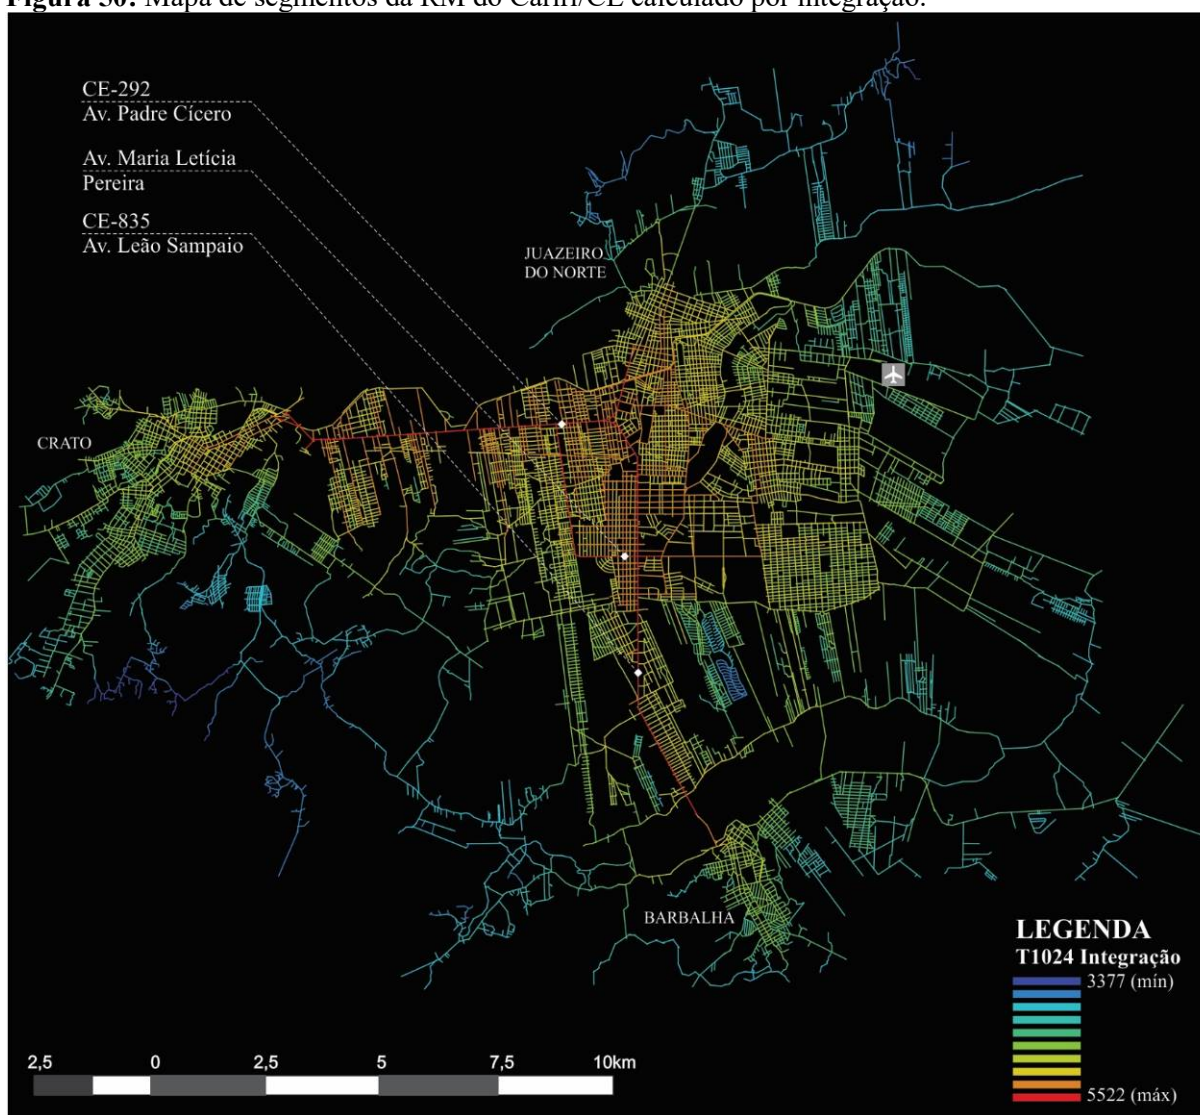 Figura 50: Mapa de segmentos da RM do Cariri/CE calculado por integração.
CE-292
Av. Padre Cícero
Av. Maria Letícia
Pereira
CE-835
Av. Leão Sampaio
JUAZEIRO
DO NORTE
CRATO
BARBALHA
LEGENDA
T1024 Integração
3377 (mín)
5522 (máx)
2,5 0 2,5 5 7,5 10km